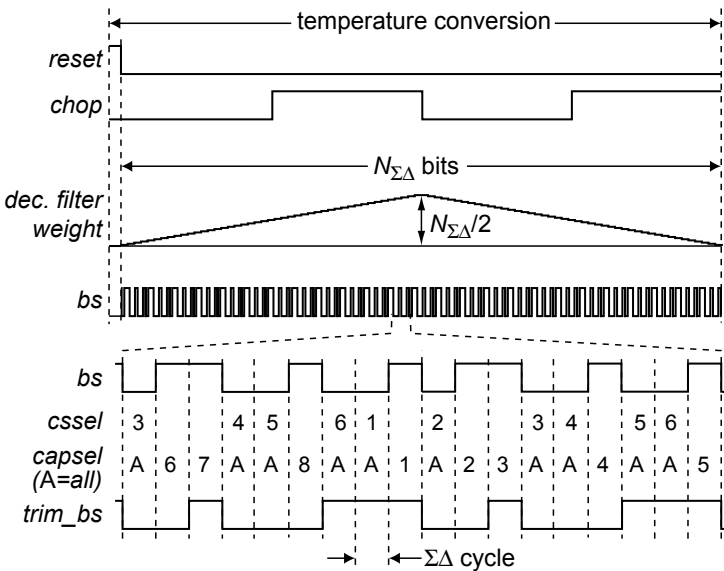 temperature conversion
reset
chop
NΣΔ bits
dec. filter
weight
NΣΔ/2
bs
bs
cssel 3 4 5 6 1 2 3 4 5 6
capsel A 6 7 A A 8 A A 1 A 2 3 A A 4 A A 5
(A=all)
trim_bs
ΣΔ cycle